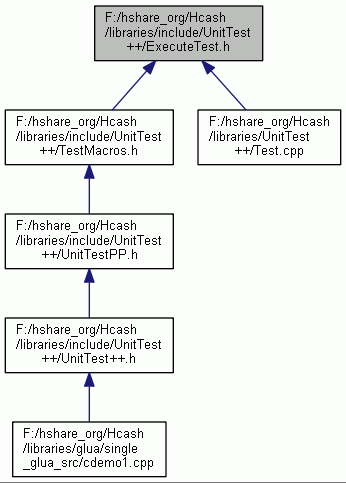 F:/hshare_org/Hcash
/libraries/include/UnitTest
++/ExecuteTest.h
F:/hshare_org/Hcash
/libraries/include/UnitTest
++/TestMacros.h
F:/hshare_org/Hcash
/libraries/UnitTest
++/Test.cpp
F:/hshare_org/Hcash
/libraries/include/UnitTest
++/UnitTestPP.h
F:/hshare_org/Hcash
/libraries/include/UnitTest
++/UnitTest++.h
F:/hshare_org/Hcash
/libraries/glua/single
_glua_src/cdemo1.cpp